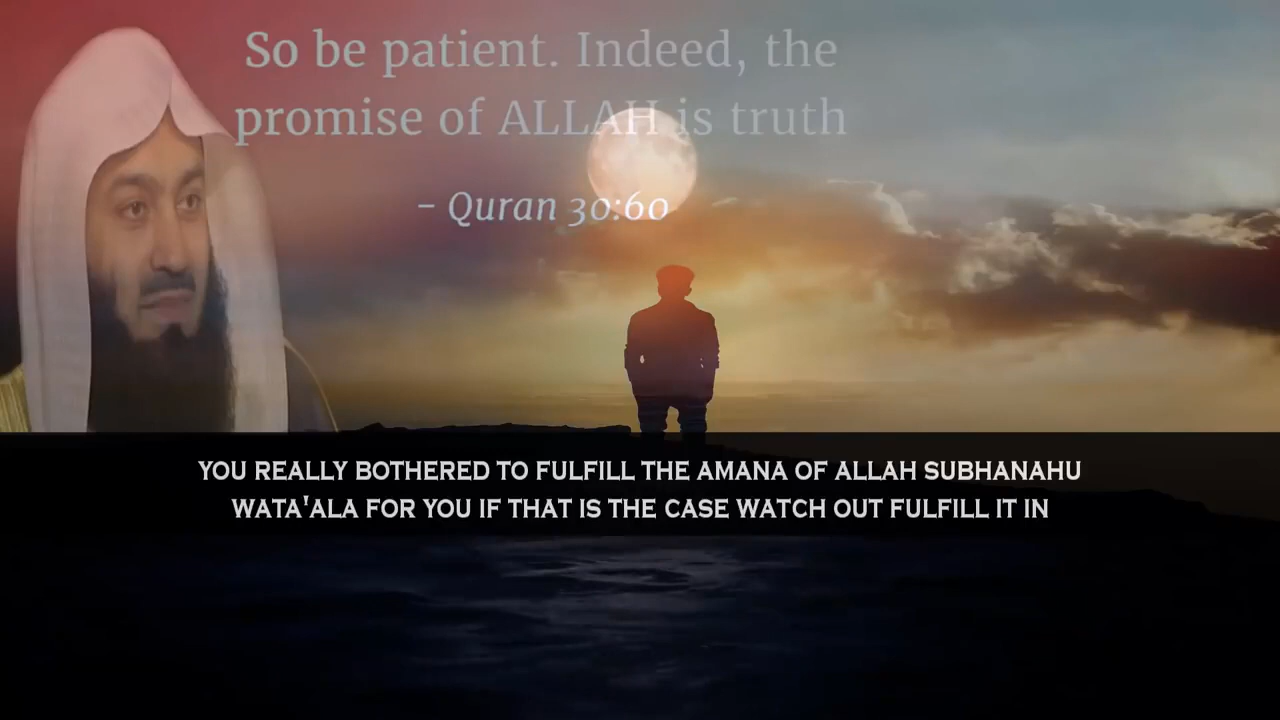 So be patient. Indeed, the
promise of ALLAH is truth
- Quran 30:60
YOU REALLY BOTHERED TO FULFILL THE AMANA OF ALLAH SUBHANAHU
WATA'ALA FOR YOU IF THAT IS THE CASE WATCH OUT FULFILL IT IN